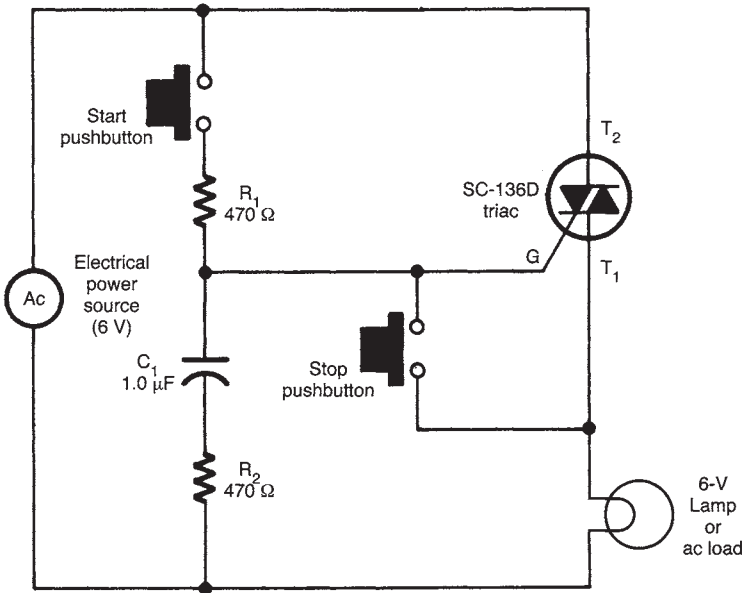 Start
pushbutton
R₁
470 Ω
T₂
SC-136D
triac
G
T₁
Ac
Electrical
power
source
(6 V)
C₁
1.0 μF
Stop
pushbutton
R₂
470 Ω
6-V
Lamp
or
ac load